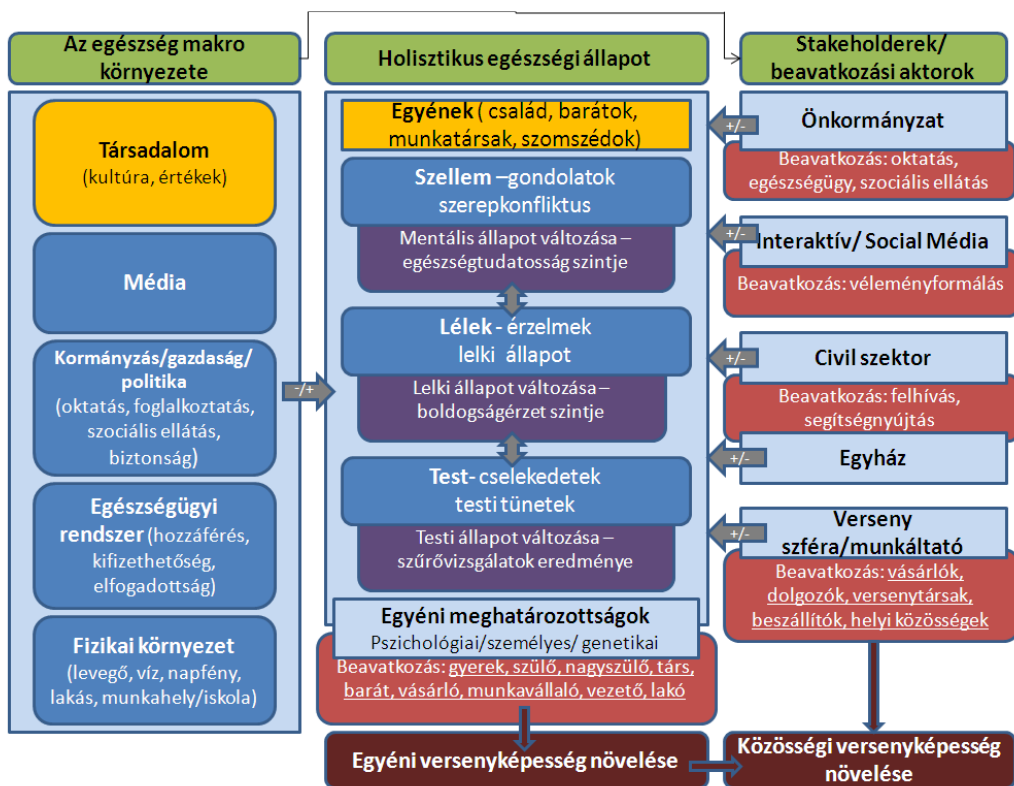 Az egészség makro
környezete
Társadalom
(kultúra, értékek)
Média
Kormányzás/gazdaság/
politika
(oktatás, foglalkoztatás,
szociális ellátás,
biztonság)
Egészségügyi
rendszer (hozzáférés,
kifizethetőség,
elfogadottság)
Fizikai környezet
(levegő, víz, napfény,
lakás, munkahely/iskola)
-/+
Holisztikus egészségi állapot
Egyének ( család, barátok,
munkatársak, szomszédok)
Szellem –gondolatok
szerepkonfliktus
Mentális állapot változása –
egészségtudatosság szintje
Lélek - érzelmek
lelki állapot
Lelki állapot változása –
boldogságérzet szintje
Test- cselekedetek
testi tünetek
Testi állapot változása –
szűrővizsgálatok eredménye
Egyéni meghatározottságok
Pszichológiai/személyes/ genetikai
Beavatkozás: gyerek, szülő, nagyszülő, társ,
barát, vásárló, munkavállaló, vezető, lakó
Egyéni versenyképesség növelése
Stakeholderek/
beavatkozási aktorok
+/-
Önkormányzat
Beavatkozás: oktatás,
egészségügy, szociális ellátás
+/-
Interaktív/ Social Média
Beavatkozás: véleményformálás
+/-
Civil szektor
Beavatkozás: felhívás,
segítségnyújtás
+/-
Egyház
+/-
Verseny
szféra/munkáltató
Beavatkozás: vásárlók,
dolgozók, versenytársak,
beszállítók, helyi közösségek
Közösségi versenyképesség
növelése